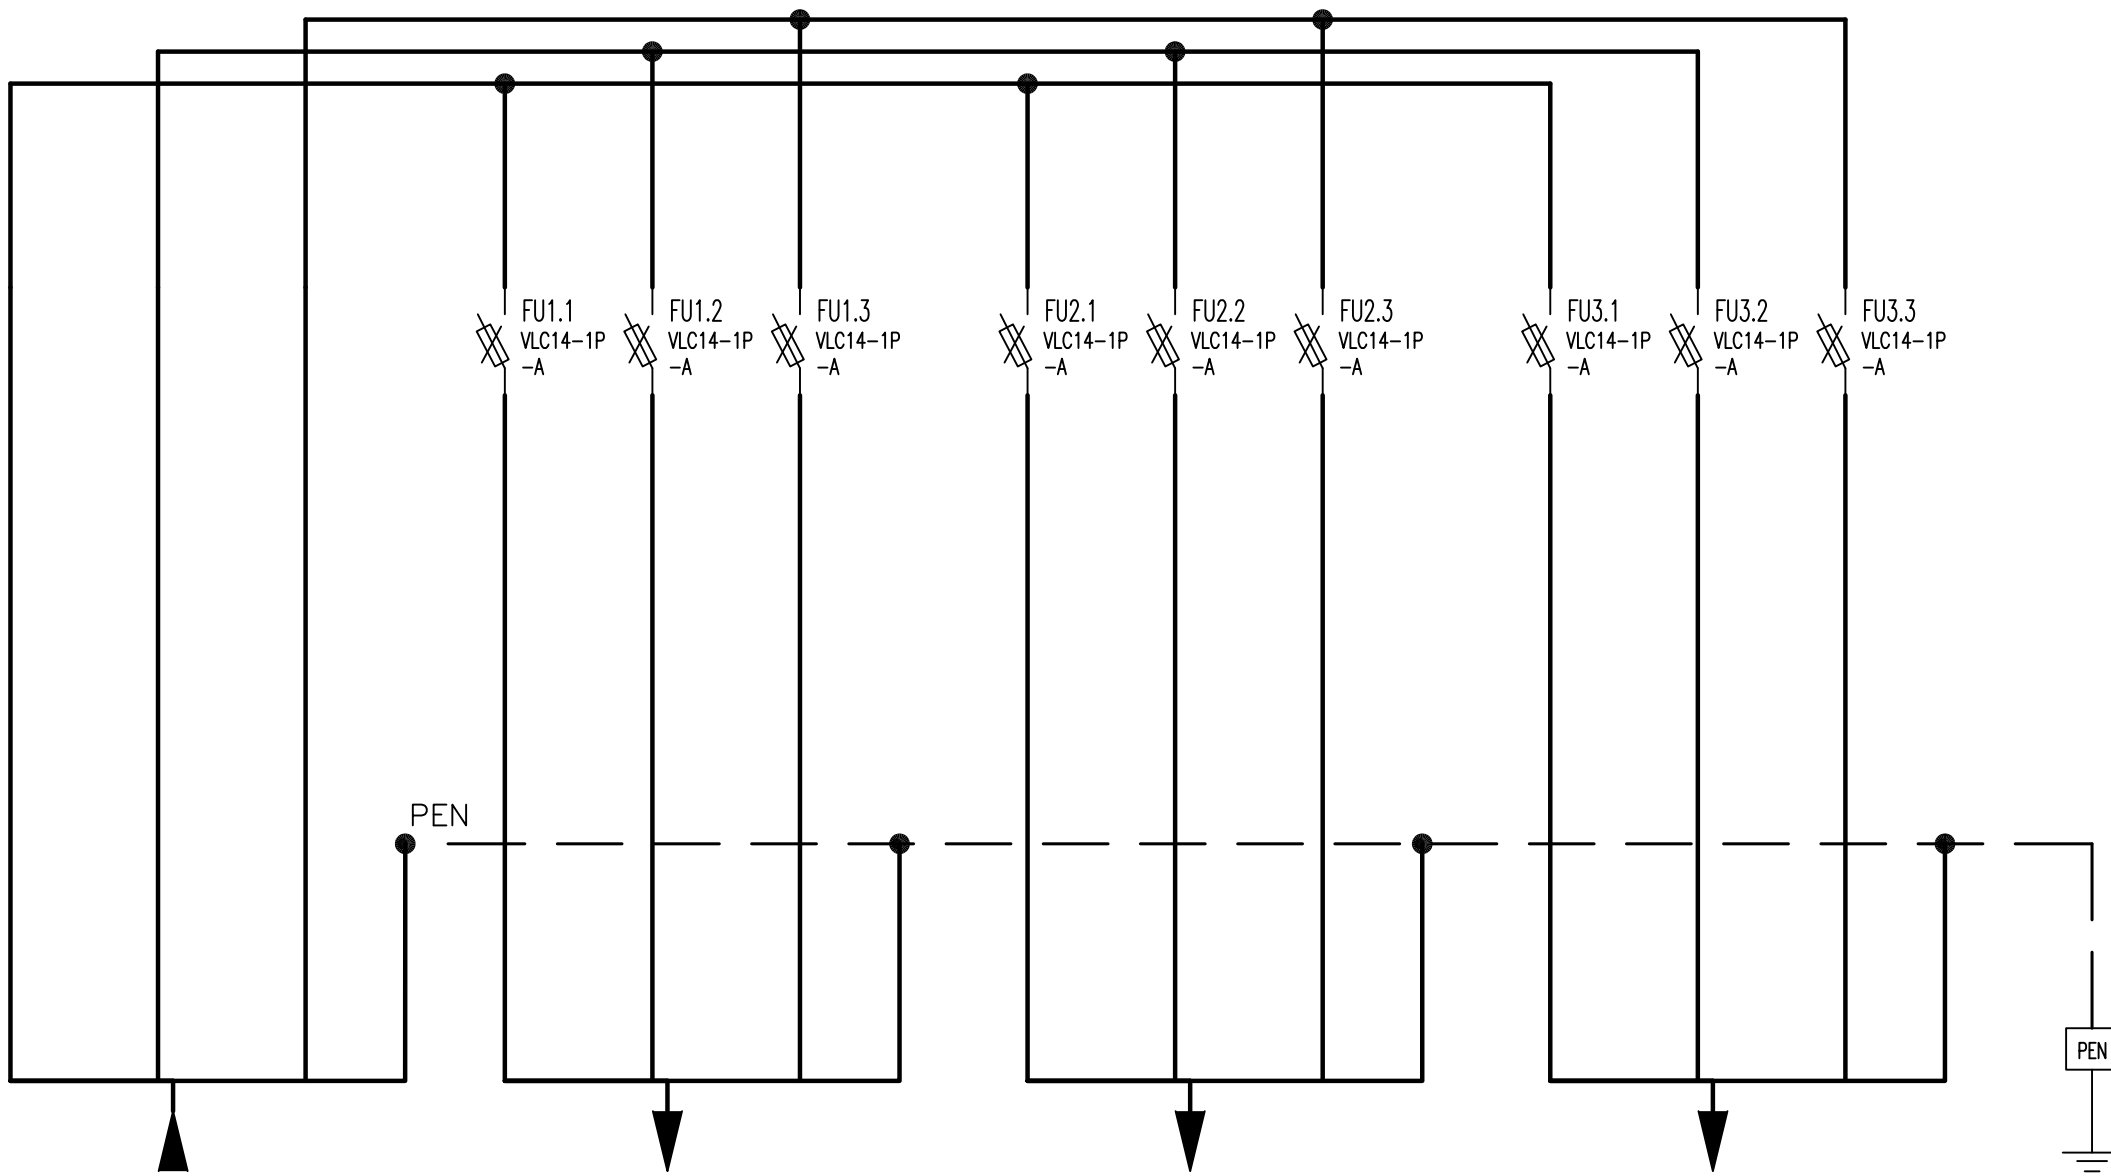 FU1.1
VLC14-1P
-A
FU1.2
VLC14-1P
-A
FU1.3
VLC14-1P
-A
FU2.1
VLC14-1P
-A
FU2.2
VLC14-1P
-A
FU2.3
VLC14-1P
-A
FU3.1
VLC14-1P
-A
FU3.2
VLC14-1P
-A
FU3.3
VLC14-1P
-A
PEN
PEN